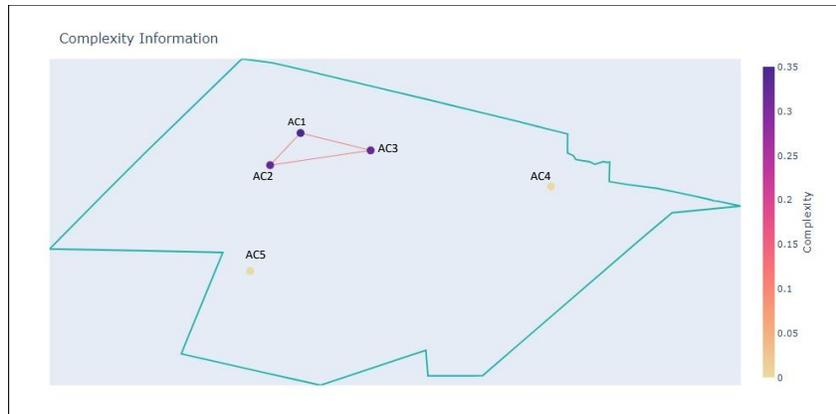 Complexity Information
AC1
AC3
AC2
AC4
AC5
0.35
0.3
0.25
0.2
0.15
0.1
0.05
0
Complexity